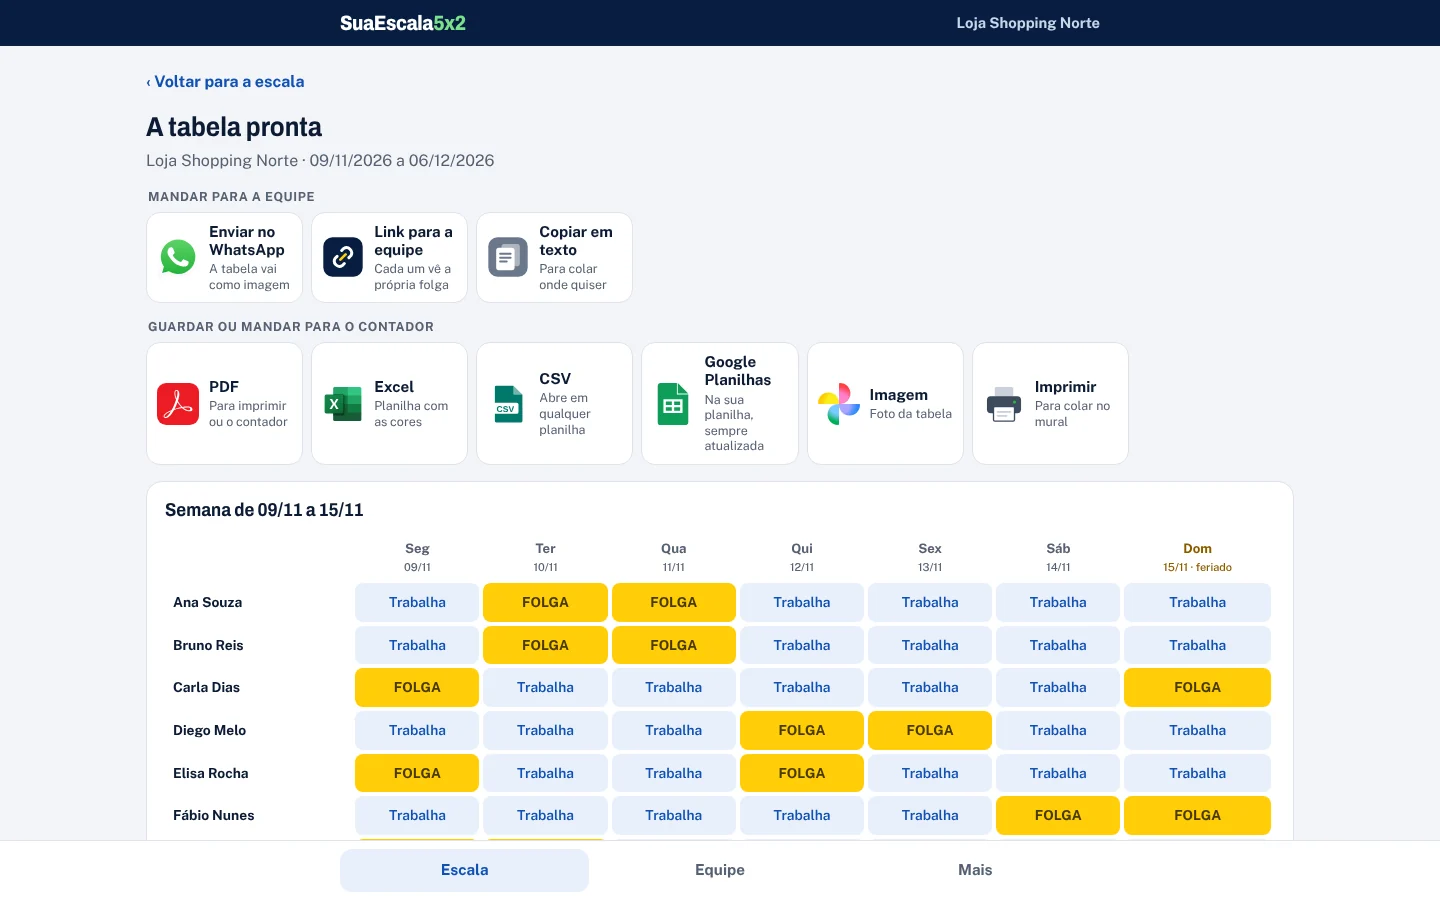 SuaEscala5x2
Loja Shopping Norte
‹ Voltar para a escala
A tabela pronta
Loja Shopping Norte · 09/11/2026 a 06/12/2026
MANDAR PARA A EQUIPE
Enviar no
WhatsApp
A tabela vai
como imagem
Link para a
equipe
Cada um vê a
própria folga
Copiar em
texto
Para colar
onde quiser
GUARDAR OU MANDAR PARA O CONTADOR
PDF
Para imprimir
ou o contador
X
Excel
Planilha com
as cores
CSV
CSV
Abre em
qualquer
planilha
Google
Planilhas
Na sua
planilha,
sempre
atualizada
Imagem
Foto da tabela
Imprimir
Para colar no
mural
Semana de 09/11 a 15/11
Seg Ter Qua Qui Sex Sáb Dom
09/11 10/11 11/11 12/11 13/11 14/11 15/11 · feriado
Ana Souza Trabalha FOLGA FOLGA Trabalha Trabalha Trabalha Trabalha
Bruno Reis Trabalha FOLGA FOLGA Trabalha Trabalha Trabalha Trabalha
Carla Dias FOLGA Trabalha Trabalha Trabalha Trabalha Trabalha FOLGA
Diego Melo Trabalha Trabalha Trabalha FOLGA FOLGA Trabalha Trabalha
Elisa Rocha FOLGA Trabalha Trabalha FOLGA Trabalha Trabalha Trabalha
Fábio Nunes Trabalha Trabalha Trabalha Trabalha Trabalha FOLGA FOLGA
Escala Equipe Mais